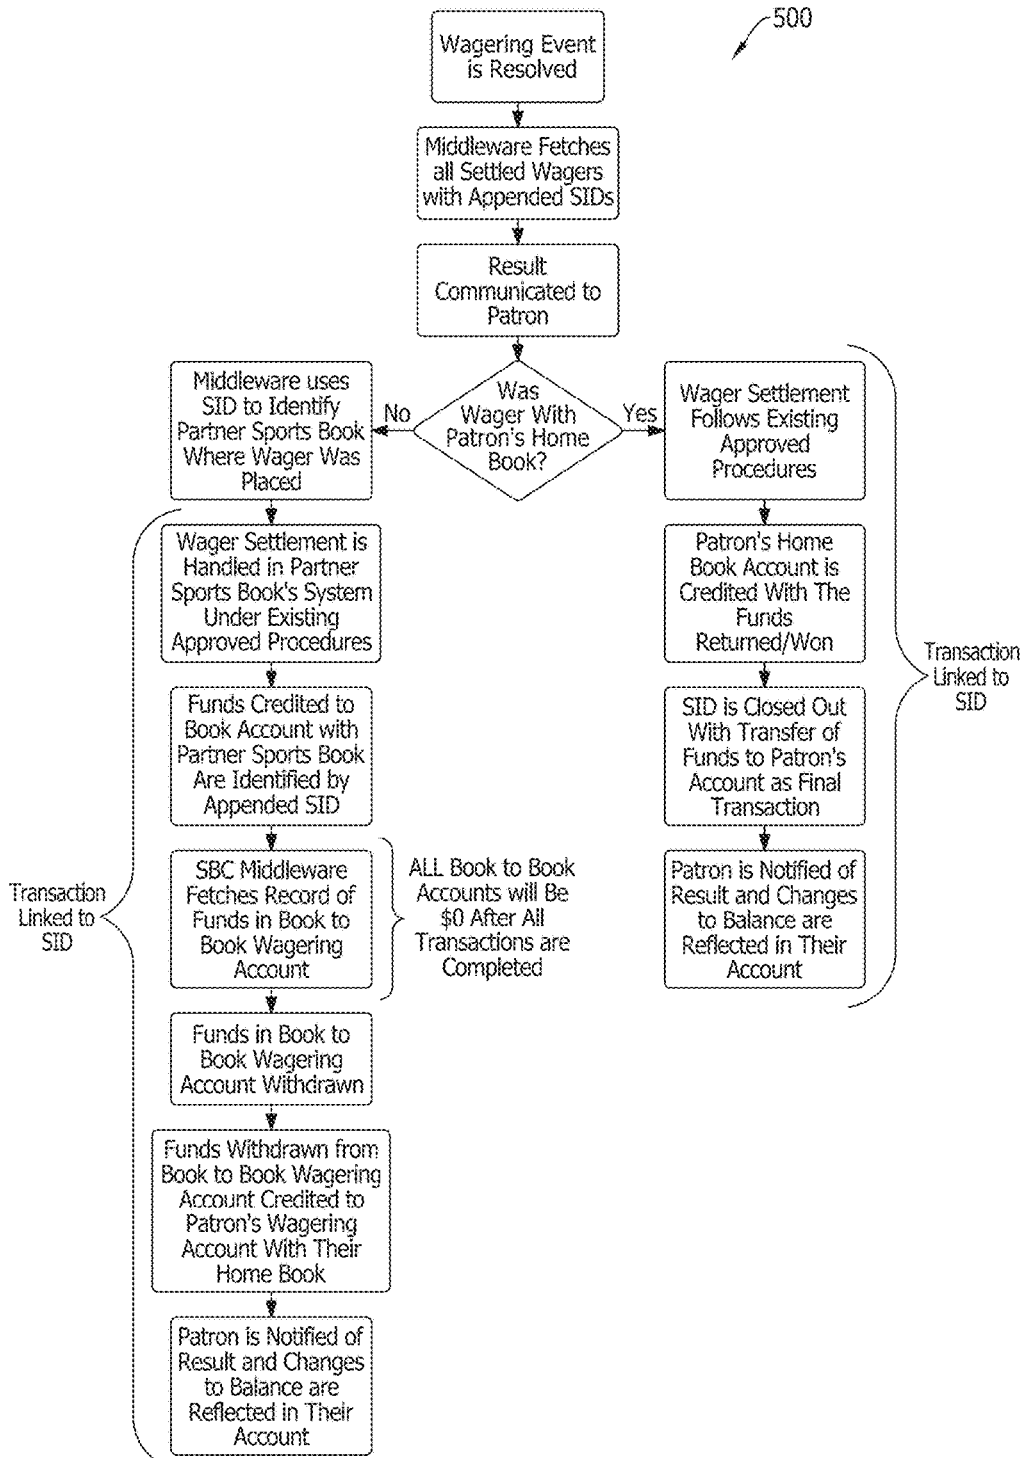 500
Wagering Event
is Resolved
Middleware Fetches
all Settled Wagers
with Appended SIDs
Result
Communicated to
Patron
Was
Wager With
Patron's Home
Book?
No
Yes
Middleware uses
SID to Identify
Partner Sports Book
Where Wager Was
Placed
Wager Settlement is
Handled in Partner
Sports Book's System
Under Existing
Approved Procedures
Funds Credited to
Book Account with
Partner Sports Book
Are Identified by
Appended SID
SBC Middleware
Fetches Record of
Funds in Book to
Book Wagering
Account
ALL Book to Book
Accounts will Be
$0 After All
Transactions are
Completed
Funds in Book to
Book Wagering
Account Withdrawn
Funds Withdrawn from
Book to Book Wagering
Account Credited to
Patron's Wagering
Account With Their
Home Book
Patron is Notified of
Result and Changes
to Balance are
Reflected in Their
Account
Transaction
Linked to
SID
Wager Settlement
Follows Existing
Approved
Procedures
Patron's Home
Book Account is
Credited With The
Funds
Returned/Won
SID is Closed Out
With Transfer of
Funds to Patron's
Account as Final
Transaction
Patron is Notified of
Result and Changes
to Balance are
Reflected in Their
Account
Transaction
Linked to
SID